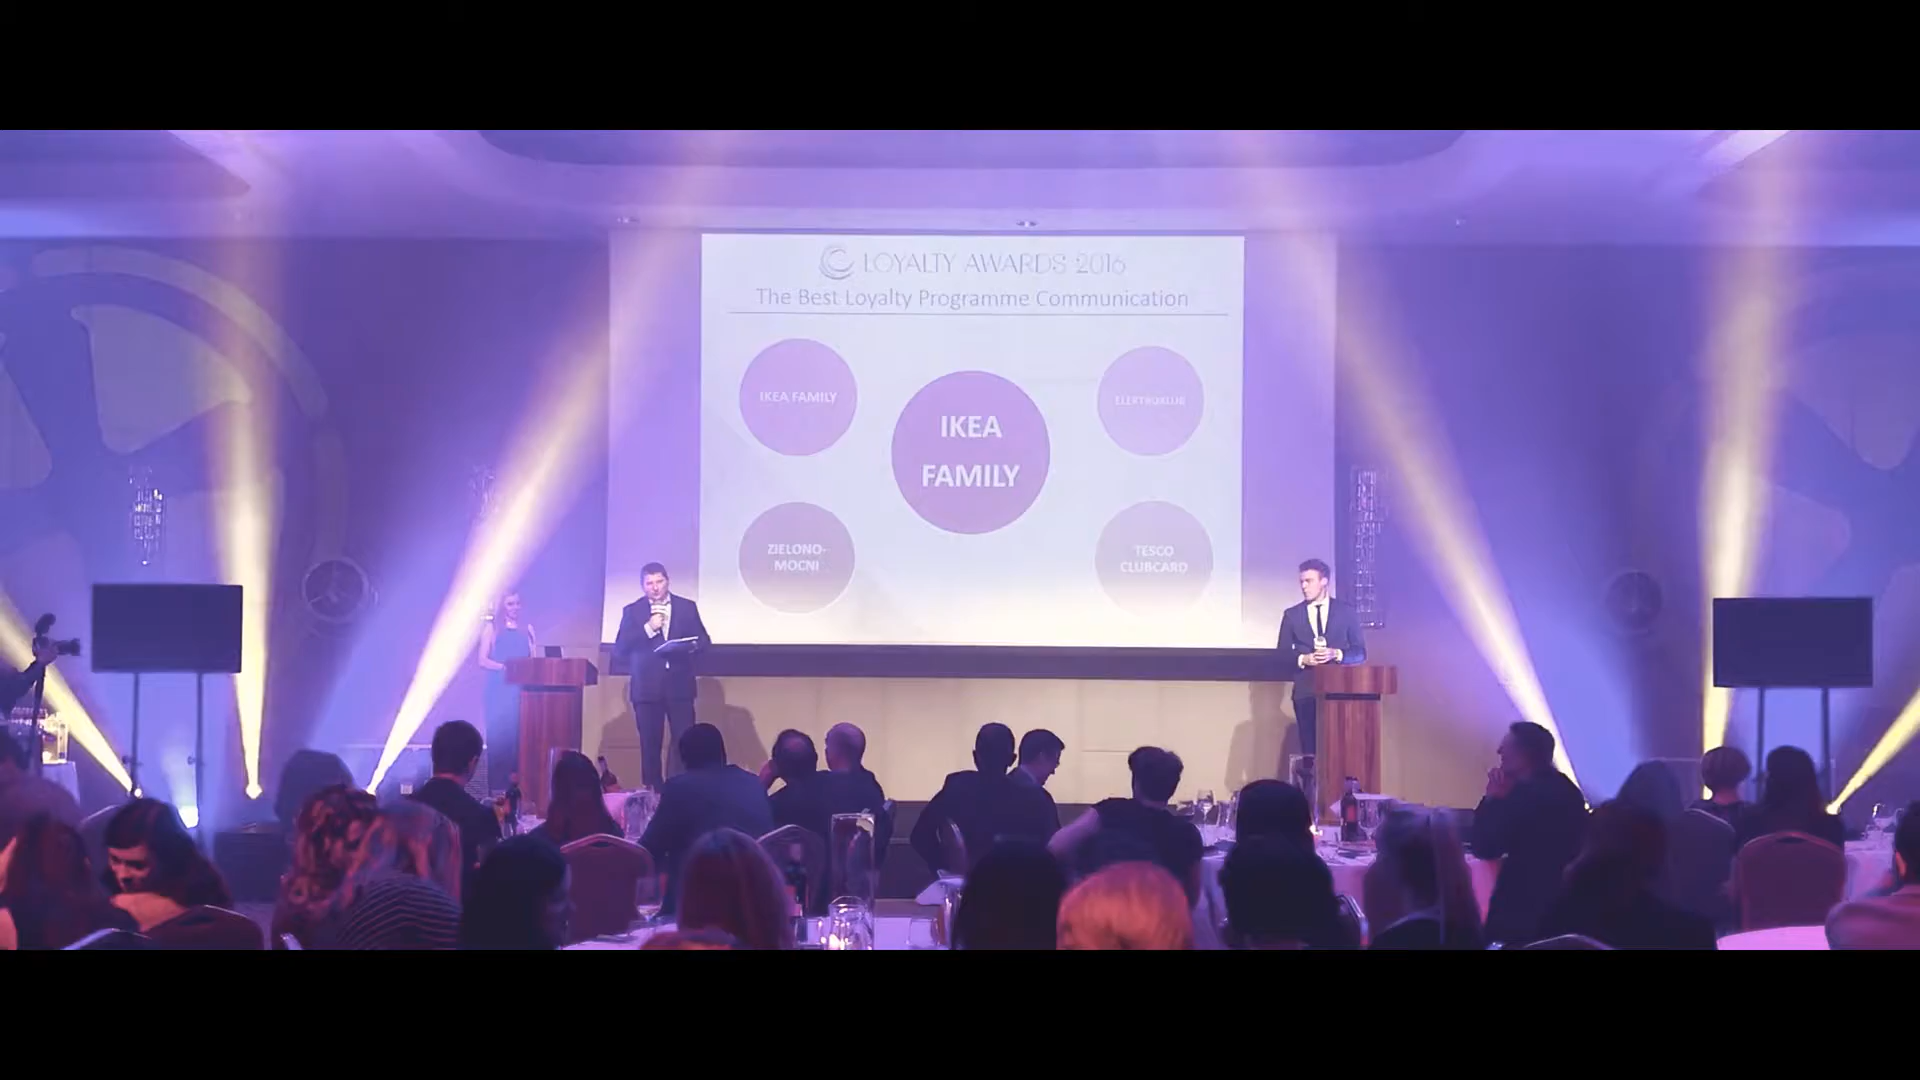 LOYALTY AWARDS 2016
The Best Loyalty Programme Communication
IKEA FAMILY
IKEA
FAMILY
ZIELONO-
MOCNI
TESCO
CLUBCARD